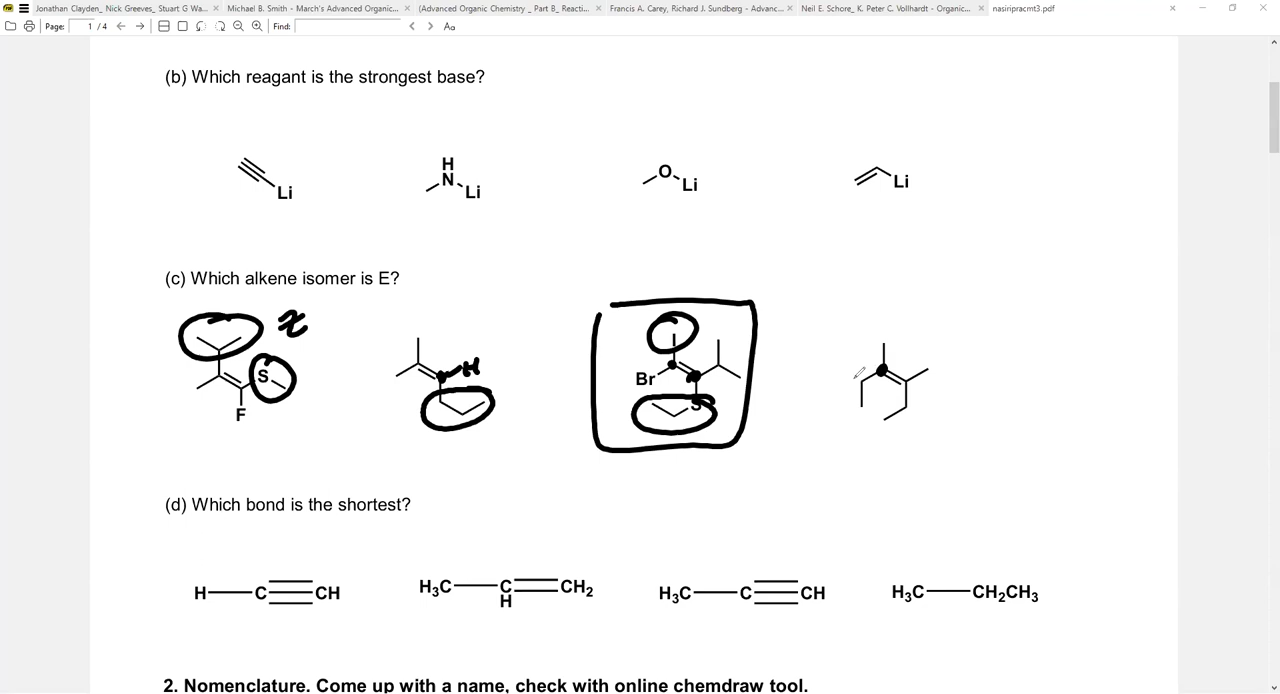 Jonathan Clayden_ Nick Greeves_ Stuart G Wa...
Michael B. Smith - March's Advanced Organic...
(Advanced Organic Chemistry _ Part B_ Reacti...
Francis A. Carey, Richard J. Sundberg - Advanc...
Neil E. Schore_ K. Peter C. Vollhardt - Organic...
nasiripracmt3.pdf
Page: 1 / 4 Find: Aa
(b) Which reagant is the strongest base?
Li
H
N
Li
O
Li
Li
(c) Which alkene isomer is E?
Z
S
F
H
I
Br
S
(d) Which bond is the shortest?
H C CH
H3C C CH2
H
H3C C CH
H3C CH2CH3
2. Nomenclature. Come up with a name, check with online chemdraw tool.